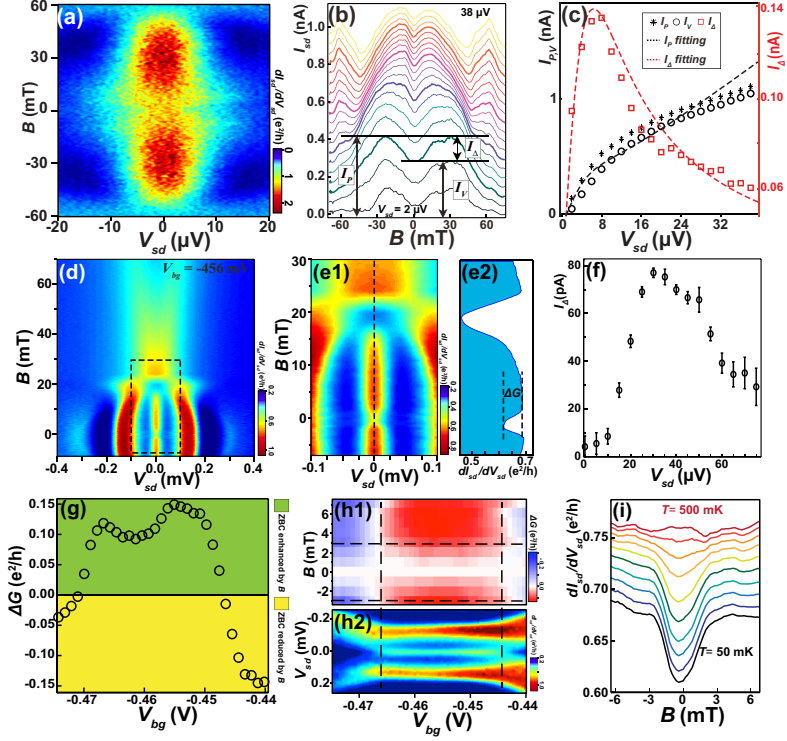 (a)
B (mT)
60
30
0
-30
-60
-20
-10
0
10
20
V_sd (μV)
dI_sd/dV_sd (e²/h)
0
1
2
(b)
38 μV
I_sd (nA)
1.0
0.8
0.6
0.4
0.2
0.0
I_P
I_Δ
I_V
V_sd = 2 μV
-60
-30
0
30
60
B (mT)
(c)
I_P,V (nA)
1
0
I_P I_V I_Δ
I_P fitting
I_Δ fitting
0.14
0.10
0.06
I_Δ (nA)
0
8
16
24
32
V_sd (μV)
(d)
V_bg = -456 mV
B (mT)
60
40
20
0
-0.4
-0.2
0.0
0.2
0.4
V_sd (mV)
dI_sd/dV_sd (e²/h)
0.2
0.6
1.0
(e1)
B (mT)
30
20
10
0
-0.1
0
0.1
V_sd (mV)
dI_sd/dV_sd (e²/h)
0.2
0.4
0.6
0.8
(e2)
ΔG
0.5
0.7
dI_sd/dV_sd (e²/h)
(f)
I_Δ (pA)
80
60
40
20
0
0
20
40
60
V_sd (μV)
(g)
ΔG (e²/h)
0.15
0.10
0.05
0.00
-0.05
-0.10
-0.15
-0.47
-0.46
-0.45
-0.44
V_bg (V)
ZBC enhanced by B
ZBC reduced by B
(h1)
B (mT)
6
4
2
0
-2
ΔG (e²/h)
-0.2
0.0
(h2)
V_sd (mV)
-0.2
0.0
0.2
-0.47
-0.46
-0.45
-0.44
V_bg (V)
dI_sd/dV_sd (e²/h)
0.2
1.0
(i)
T= 500 mK
dI_sd/dV_sd (e²/h)
0.75
0.70
0.65
0.60
T= 50 mK
-6
-3
0
3
6
B (mT)